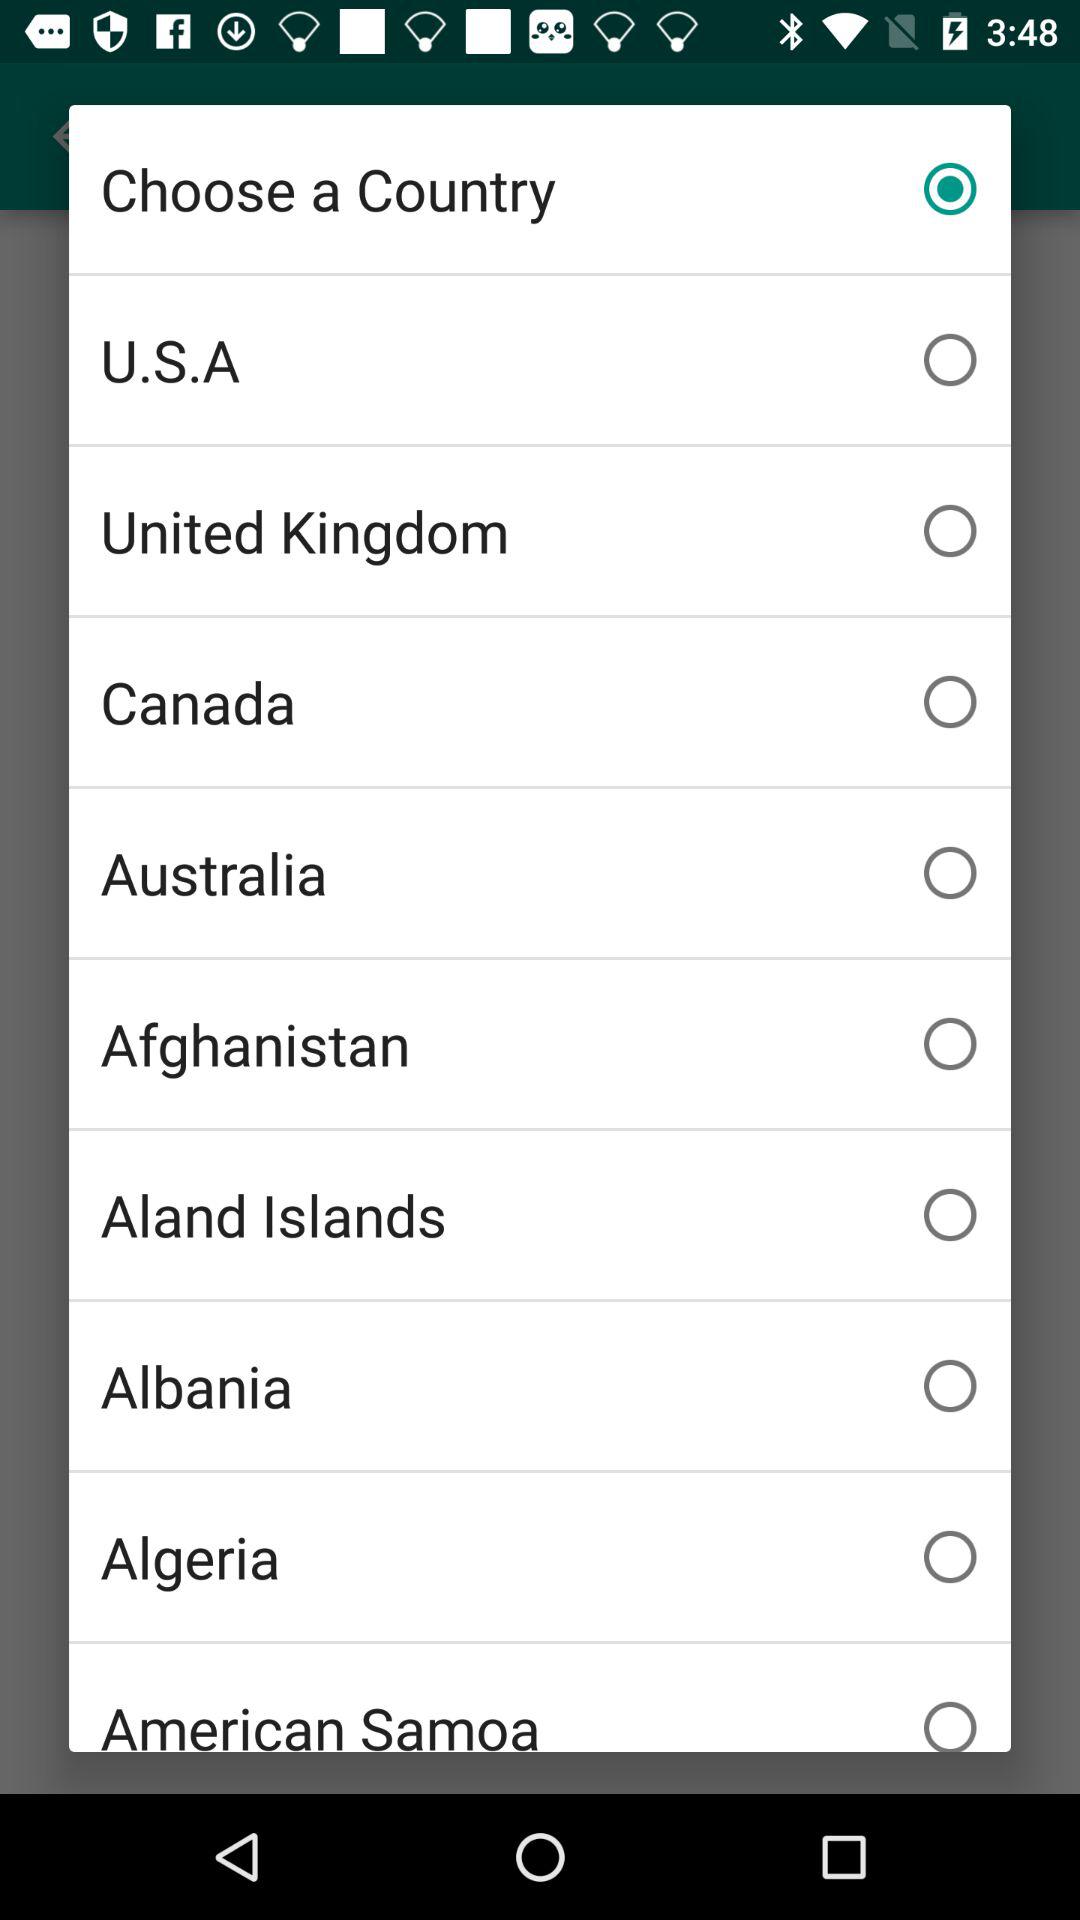 3:48
Choose a Country
U.S.A
United Kingdom
Canada
Australia
Afghanistan
Aland Islands
Albania
Algeria
American Samoa